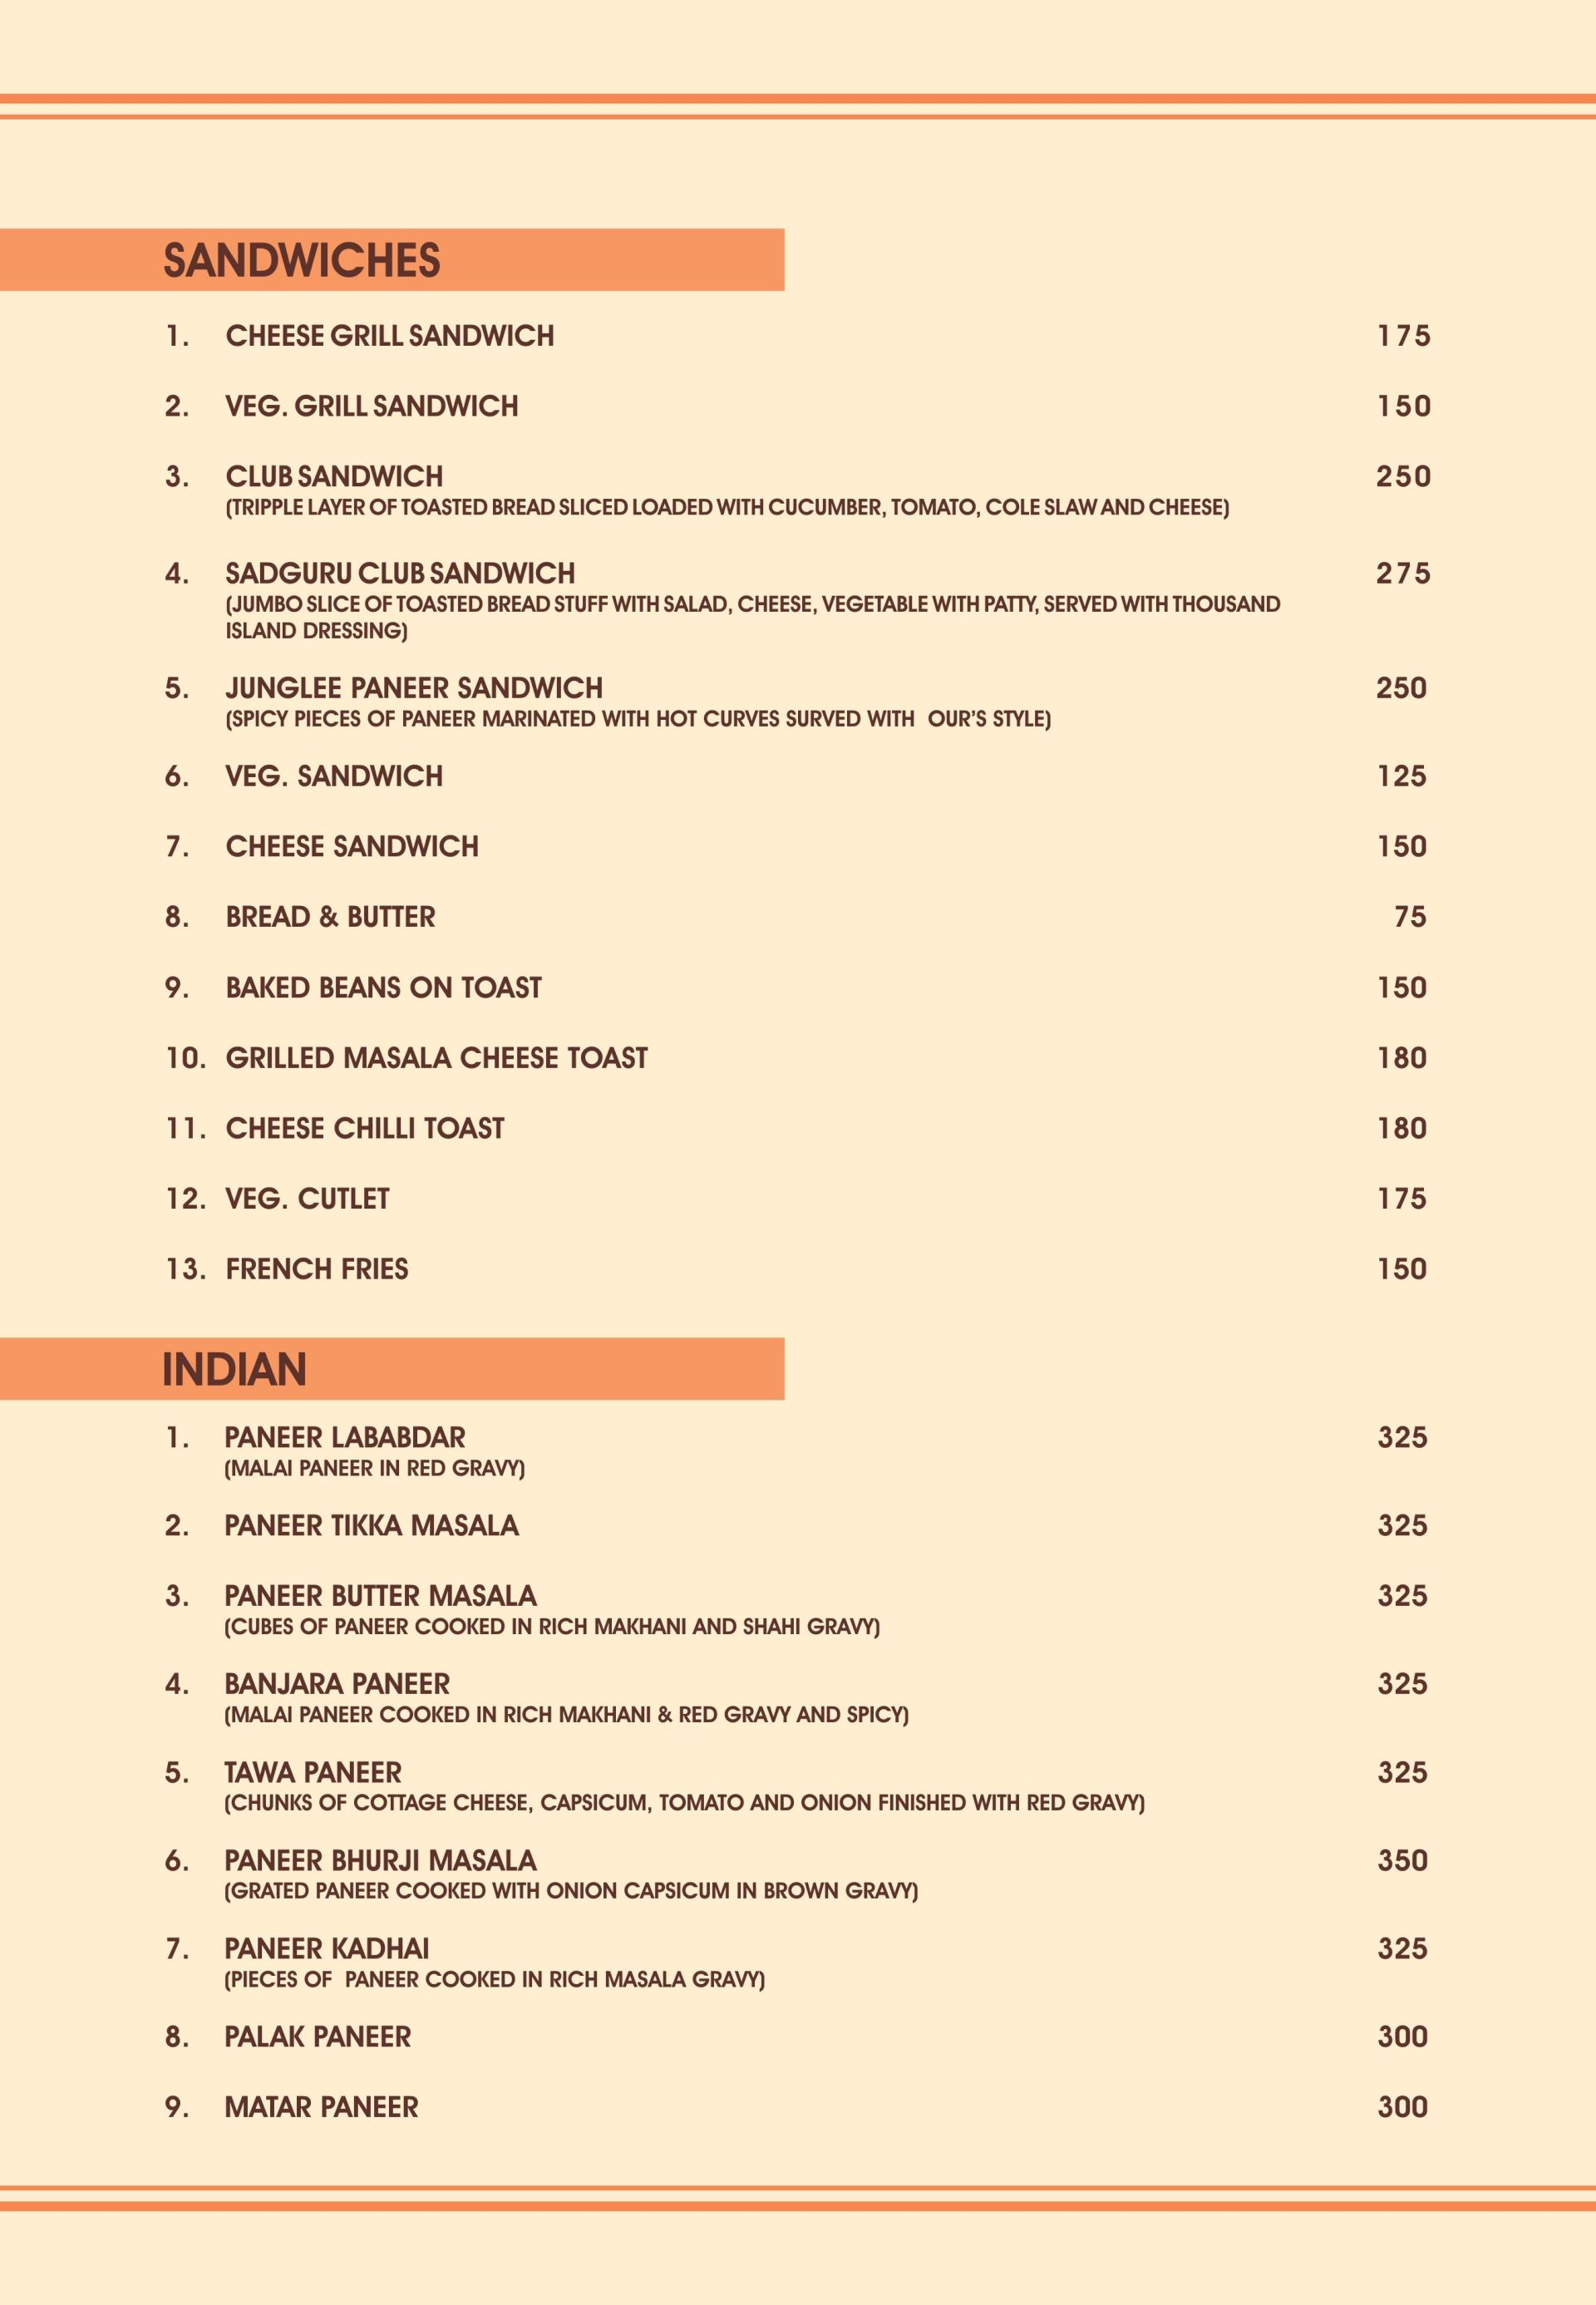 SANDWICHES
1. CHEESE GRILL SANDWICH 175
2. VEG. GRILL SANDWICH 150
3. CLUB SANDWICH 250
(TRIPPLE LAYER OF TOASTED BREAD SLICED LOADED WITH CUCUMBER, TOMATO, COLE SLAW AND CHEESE)
4. SADGURU CLUB SANDWICH 275
(JUMBO SLICE OF TOASTED BREAD STUFF WITH SALAD, CHEESE, VEGETABLE WITH PATTY, SERVED WITH THOUSAND
ISLAND DRESSING)
5. JUNGLEE PANEER SANDWICH 250
(SPICY PIECES OF PANEER MARINATED WITH HOT CURVES SURVED WITH OUR'S STYLE)
6. VEG. SANDWICH 125
7. CHEESE SANDWICH 150
8. BREAD & BUTTER 75
9. BAKED BEANS ON TOAST 150
10. GRILLED MASALA CHEESE TOAST 180
11. CHEESE CHILLI TOAST 180
12. VEG. CUTLET 175
13. FRENCH FRIES 150
INDIAN
1. PANEER LABABDAR 325
(MALAI PANEER IN RED GRAVY)
2. PANEER TIKKA MASALA 325
3. PANEER BUTTER MASALA 325
(CUBES OF PANEER COOKED IN RICH MAKHANI AND SHAHI GRAVY)
4. BANJARA PANEER 325
(MALAI PANEER COOKED IN RICH MAKHANI & RED GRAVY AND SPICY)
5. TAWA PANEER 325
(CHUNKS OF COTTAGE CHEESE, CAPSICUM, TOMATO AND ONION FINISHED WITH RED GRAVY)
6. PANEER BHURJI MASALA 350
(GRATED PANEER COOKED WITH ONION CAPSICUM IN BROWN GRAVY)
7. PANEER KADHAI 325
(PIECES OF PANEER COOKED IN RICH MASALA GRAVY)
8. PALAK PANEER 300
9. MATAR PANEER 300